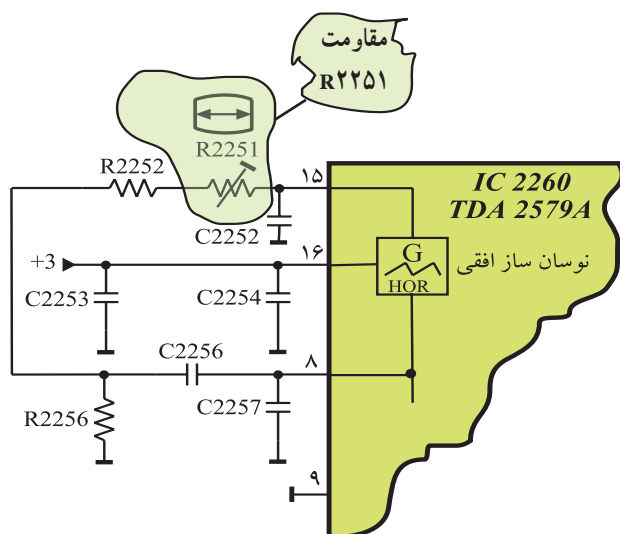 مقاومت
R۲۲۵۱
R2251
R2252
۱۵
IC 2260
TDA 2579A
C2252
۱۶
+3
G
HOR
نوسان ساز افقی
C2253
C2254
C2256
۸
R2256
C2257
۹